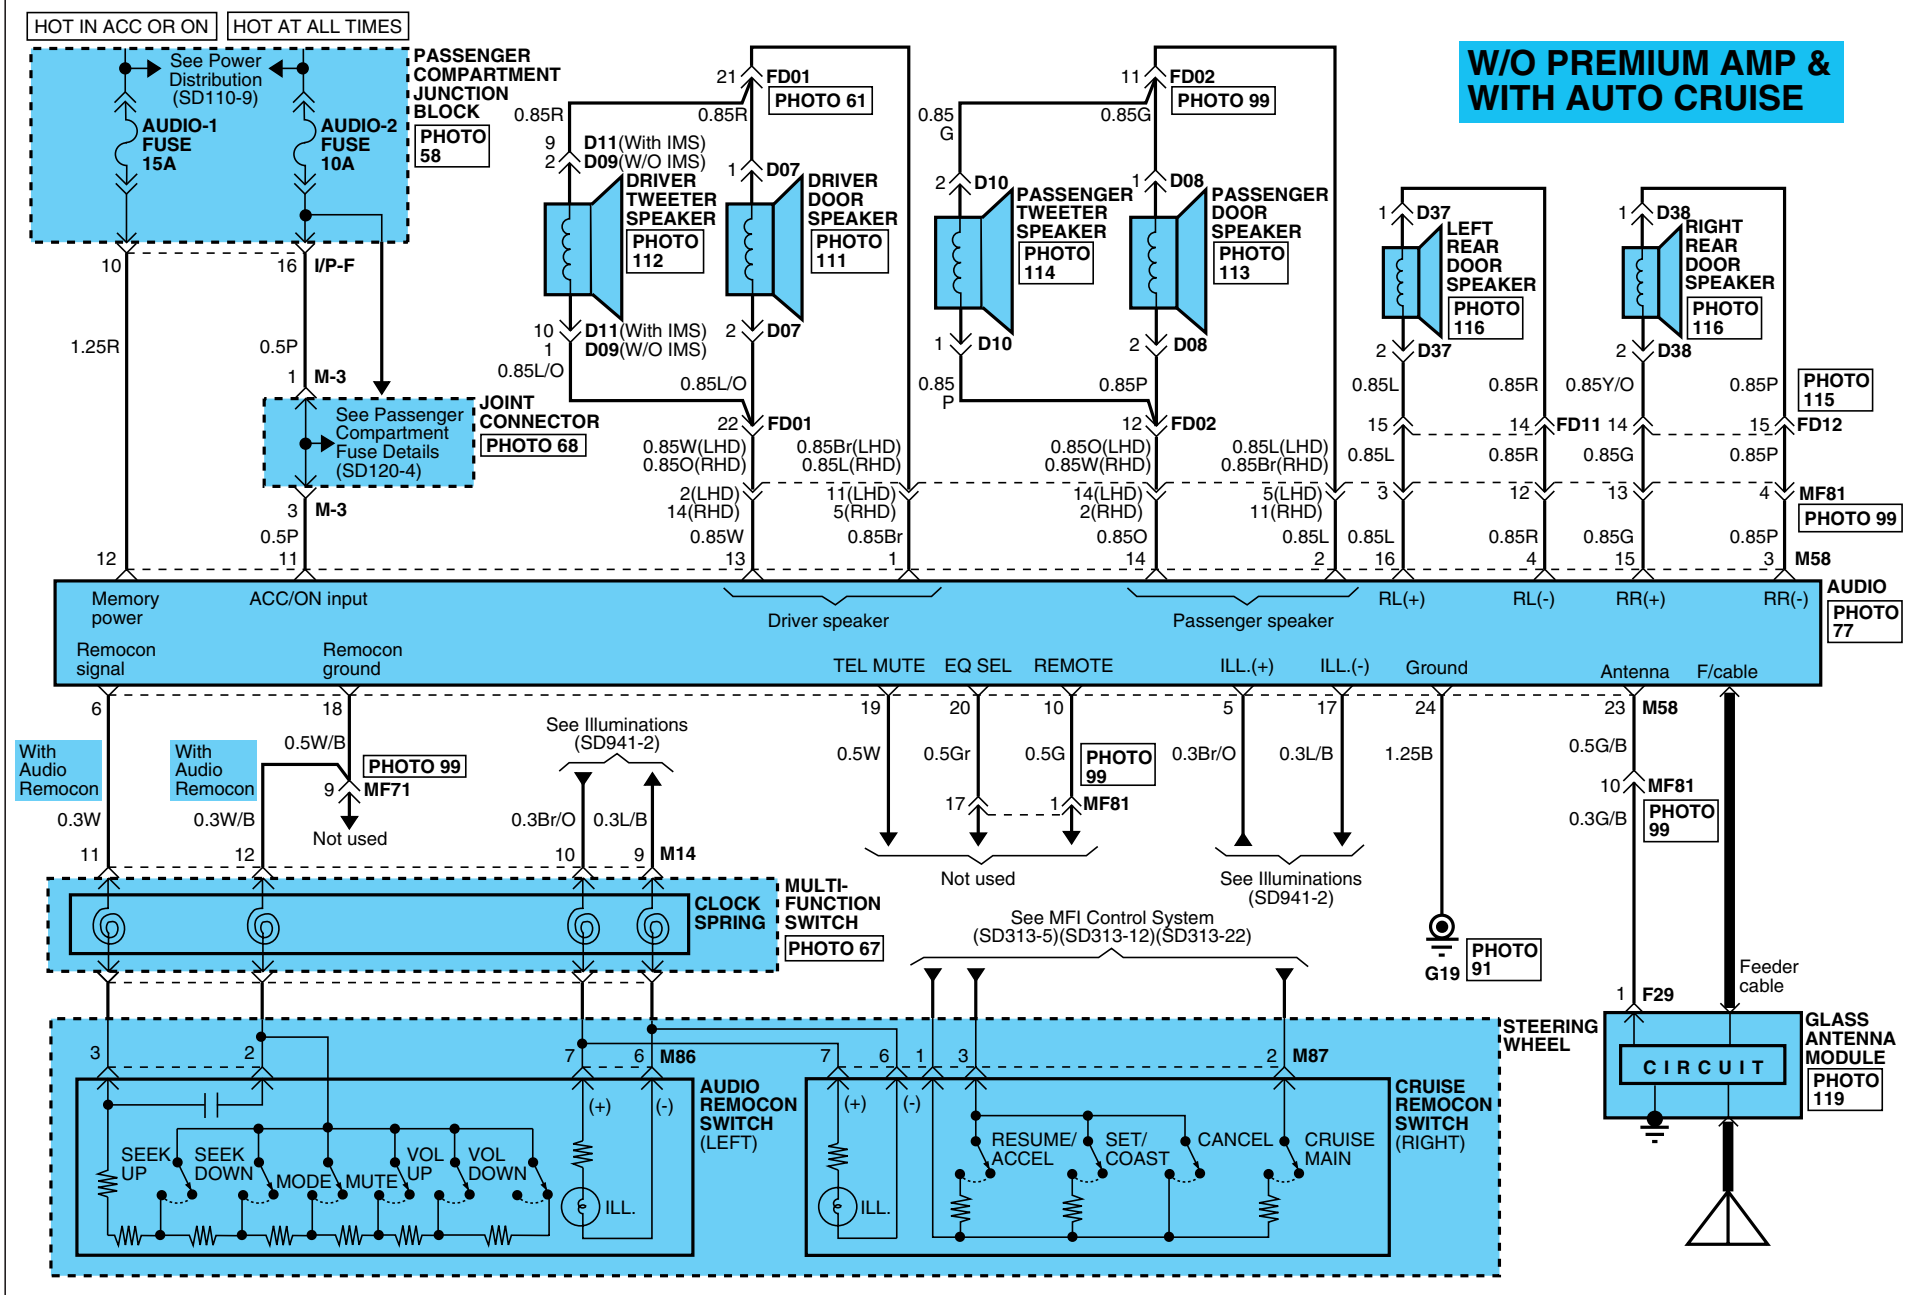 HOT IN ACC OR ON
HOT AT ALL TIMES
See Power
Distribution
(SD110-9)
AUDIO-1
FUSE
15A
AUDIO-2
FUSE
10A
PASSENGER
COMPARTMENT
JUNCTION
BLOCK
PHOTO
58
W/O PREMIUM AMP &
WITH AUTO CRUISE
21 FD01
PHOTO 61
0.85R
0.85R
9 D11(With IMS)
2 D09(W/O IMS)
1 D07
DRIVER
TWEETER
SPEAKER
PHOTO
112
DRIVER
DOOR
SPEAKER
PHOTO
111
10 D11(With IMS)
1 D09(W/O IMS)
2 D07
0.85L/O
0.85L/O
22 FD01
11 FD02
PHOTO 99
0.85
G
0.85G
2 D10
1 D08
PASSENGER
TWEETER
SPEAKER
PHOTO
114
PASSENGER
DOOR
SPEAKER
PHOTO
113
1 D10
2 D08
0.85
P
0.85P
12 FD02
1 D37
LEFT
REAR
DOOR
SPEAKER
PHOTO
116
2 D37
1 D38
RIGHT
REAR
DOOR
SPEAKER
PHOTO
116
2 D38
0.85L
0.85R
0.85Y/O
0.85P
PHOTO
115
15
14 FD11
14
15 FD12
10
16 I/P-F
1.25R
0.5P
1 M-3
See Passenger
Compartment
Fuse Details
(SD120-4)
JOINT
CONNECTOR
PHOTO 68
3 M-3
0.5P
0.85W(LHD)
0.85O(RHD)
0.85Br(LHD)
0.85L(RHD)
0.85O(LHD)
0.85W(RHD)
0.85L(LHD)
0.85Br(RHD)
0.85L
0.85R
0.85G
0.85P
2(LHD)
14(RHD)
11(LHD)
5(RHD)
14(LHD)
2(RHD)
5(LHD)
11(RHD)
3
12
13
4 MF81
PHOTO 99
0.85W
0.85Br
0.85O
0.85L
0.85L
0.85R
0.85G
0.85P
12
11
13
1
14
2
16
4
15
3 M58
AUDIO
PHOTO
77
Memory
power
ACC/ON input
Driver speaker
Passenger speaker
RL(+)
RL(-)
RR(+)
RR(-)
Remocon
signal
Remocon
ground
TEL MUTE
EQ SEL
REMOTE
ILL.(+)
ILL.(-)
Ground
Antenna
F/cable
6
18
19
20
10
5
17
24
23 M58
With
Audio
Remocon
With
Audio
Remocon
0.5W/B
PHOTO 99
9 MF71
Not used
See Illuminations
(SD941-2)
0.5W
0.5Gr
0.5G
PHOTO
99
17
1 MF81
Not used
0.3Br/O
0.3L/B
See Illuminations
(SD941-2)
1.25B
G19
PHOTO
91
0.5G/B
10 MF81
PHOTO
99
0.3G/B
0.3W
0.3W/B
0.3Br/O
0.3L/B
11
12
10
9 M14
CLOCK
SPRING
MULTI-
FUNCTION
SWITCH
PHOTO 67
See MFI Control System
(SD313-5)(SD313-12)(SD313-22)
Feeder
cable
1 F29
GLASS
ANTENNA
MODULE
PHOTO
119
CIRCUIT
STEERING
WHEEL
3
2
7
6 M86
7
6
1
3
2 M87
AUDIO
REMOCON
SWITCH
(LEFT)
(+)
(-)
SEEK
UP
SEEK
DOWN
MODE
MUTE
VOL
UP
VOL
DOWN
ILL.
(+)
(-)
ILL.
RESUME/
ACCEL
SET/
COAST
CANCEL
CRUISE
MAIN
CRUISE
REMOCON
SWITCH
(RIGHT)